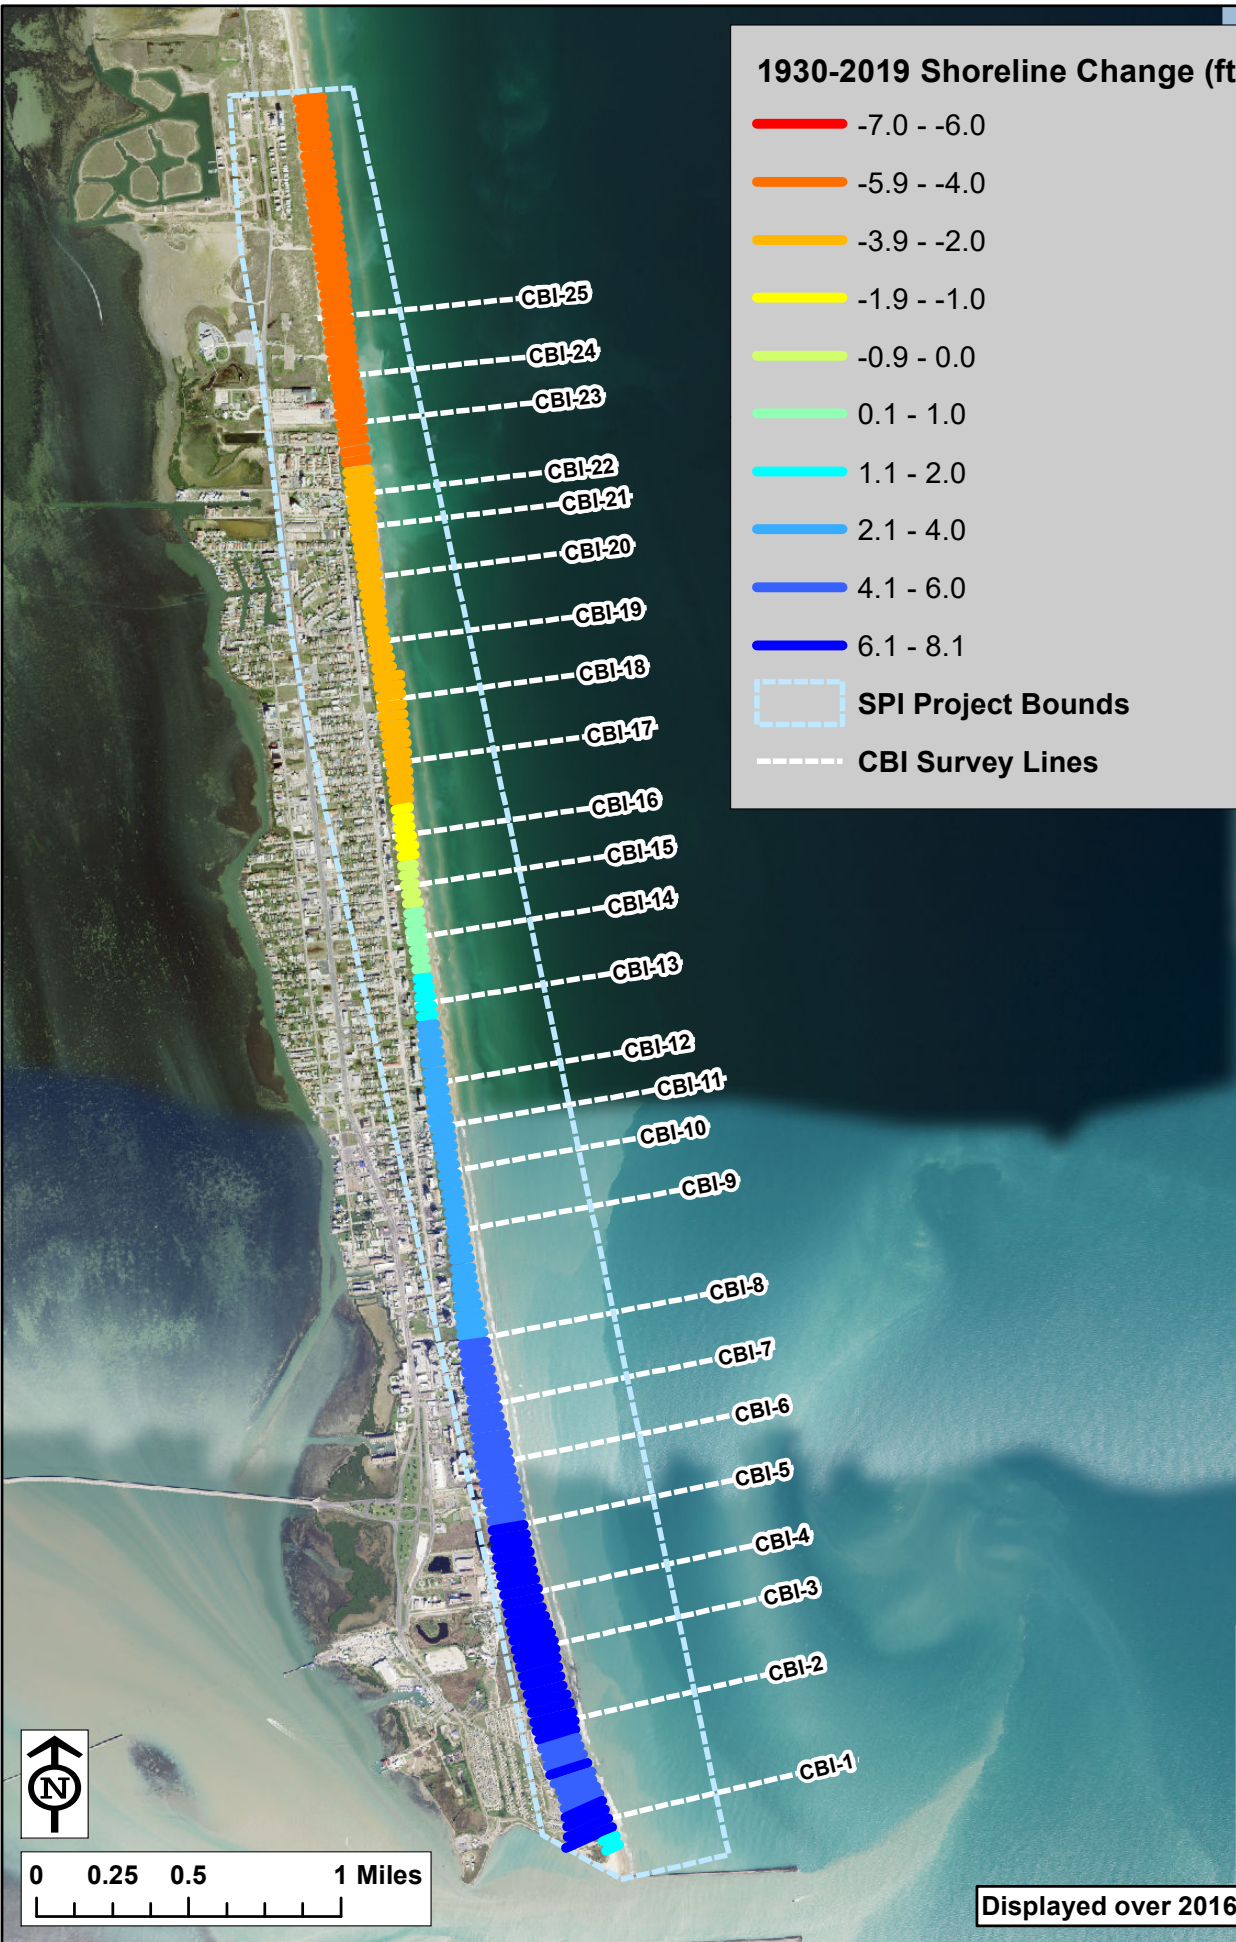 1930-2019 Shoreline Change (ft
-7.0 - -6.0
-5.9 - -4.0
-3.9 - -2.0
-1.9 - -1.0
-0.9 - 0.0
0.1 - 1.0
1.1 - 2.0
2.1 - 4.0
4.1 - 6.0
6.1 - 8.1
SPI Project Bounds
CBI Survey Lines
CBI-25
CBI-24
CBI-23
CBI-22
CBI-21
CBI-20
CBI-19
CBI-18
CBI-17
CBI-16
CBI-15
CBI-14
CBI-13
CBI-12
CBI-11
CBI-10
CBI-9
CBI-8
CBI-7
CBI-6
CBI-5
CBI-4
CBI-3
CBI-2
CBI-1
N
0 0.25 0.5 1 Miles
Displayed over 2016